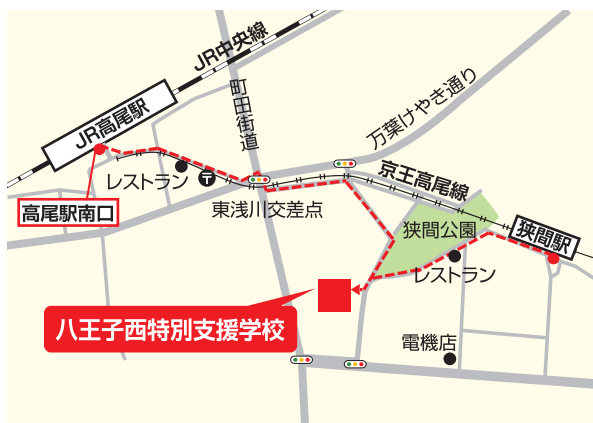 JR中央線
JR高尾駅
町田街道
万葉けやき通り
レストラン
〒
京王高尾線
高尾駅南口
東浅川交差点
狭間公園
狭間駅
レストラン
八王子西特別支援学校
電機店